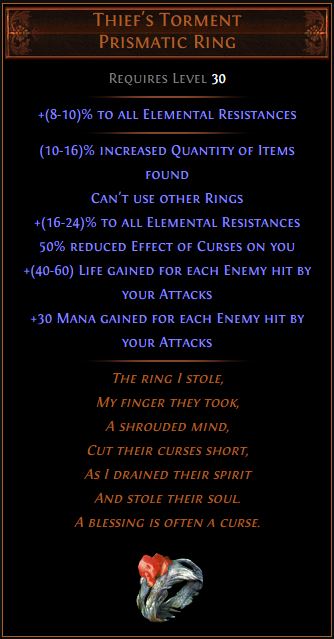 Thief's Torment
Prismatic Ring
Requires Level 30
+(8-10)% to all Elemental Resistances
(10-16)% increased Quantity of Items
found
Can't use other Rings
+(16-24)% to all Elemental Resistances
50% reduced Effect of Curses on you
+(40-60) Life gained for each Enemy hit by
your Attacks
+30 Mana gained for each Enemy hit by
your Attacks
The ring I stole,
My finger they took,
A shrouded mind,
Cut their curses short,
As I drained their spirit
And stole their soul.
A blessing is often a curse.